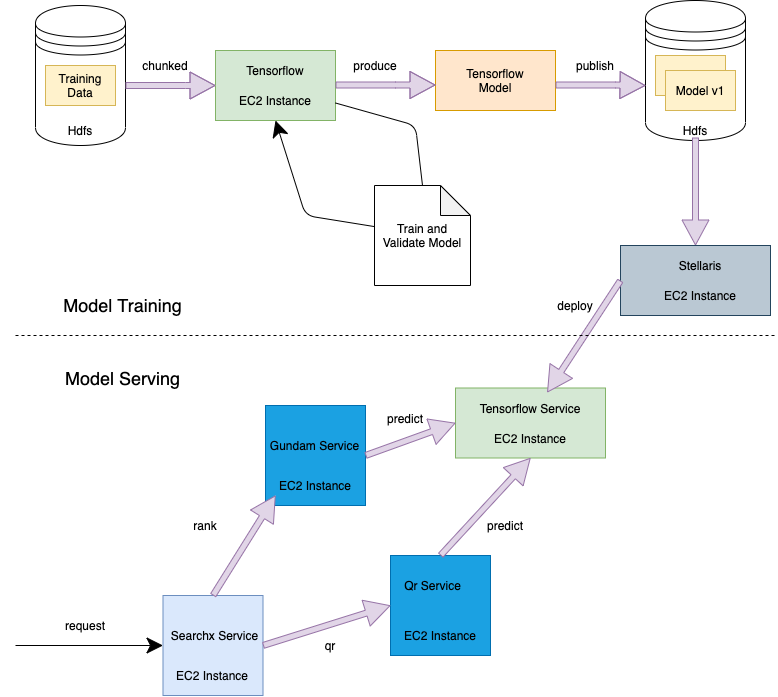 Training
Data
Hdfs
chunked
Tensorflow
EC2 Instance
produce
Tensorflow
Model
publish
Model v1
Hdfs
Train and
Validate Model
Stellaris
EC2 Instance
Model Training
deploy
Model Serving
Tensorflow Service
EC2 Instance
predict
Gundam Service
EC2 Instance
rank
predict
Qr Service
EC2 Instance
request
Searchx Service
EC2 Instance
qr